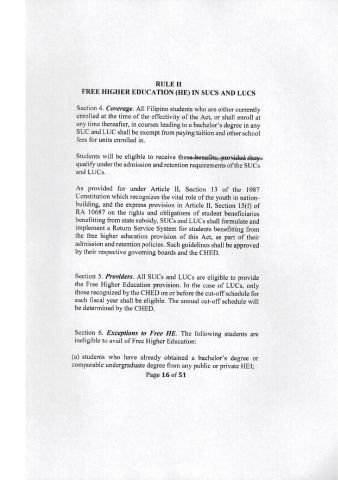 RULE II
FREE HIGHER EDUCATION (HE) IN SUCS AND LUCS
Section 4. Coverage. All Filipino students who are either currently
enrolled at the time of the effectivity of the Act, or shall enroll at
any time thereafter, in courses leading to a bachelor's degree in any
SUC and LUC shall be exempt from paying tuition and other school
fees for units enrolled in.
Students will be eligible to receive these benefits, provided they
qualify under the admission and retention requirements of the SUCs
and LUCs.
As provided for under Article II, Section 13 of the 1987
Constitution which recognizes the vital role of the youth in nation-
building, and the express provision in Article II, Section 15(f) of
RA 10687 on the rights and obligations of student beneficiaries
benefitting from state subsidy, SUCs and LUCs shall formulate and
implement a Return Service System for students benefitting from
the free higher education provision of this Act, as part of their
admission and retention policies. Such guidelines shall be approved
by their respective governing boards and the CHED.
Section 5. Providers. All SUCs and LUCs are eligible to provide
the Free Higher Education provision. In the case of LUCs, only
those recognized by the CHED on or before the cut-off schedule for
each fiscal year shall be eligible. The annual cut-off schedule will
be determined by the CHED.
Section 6. Exceptions to Free HE. The following students are
ineligible to avail of Free Higher Education:
(a) students who have already obtained a bachelor's degree or
comparable undergraduate degree from any public or private HEI;
Page 16 of 51